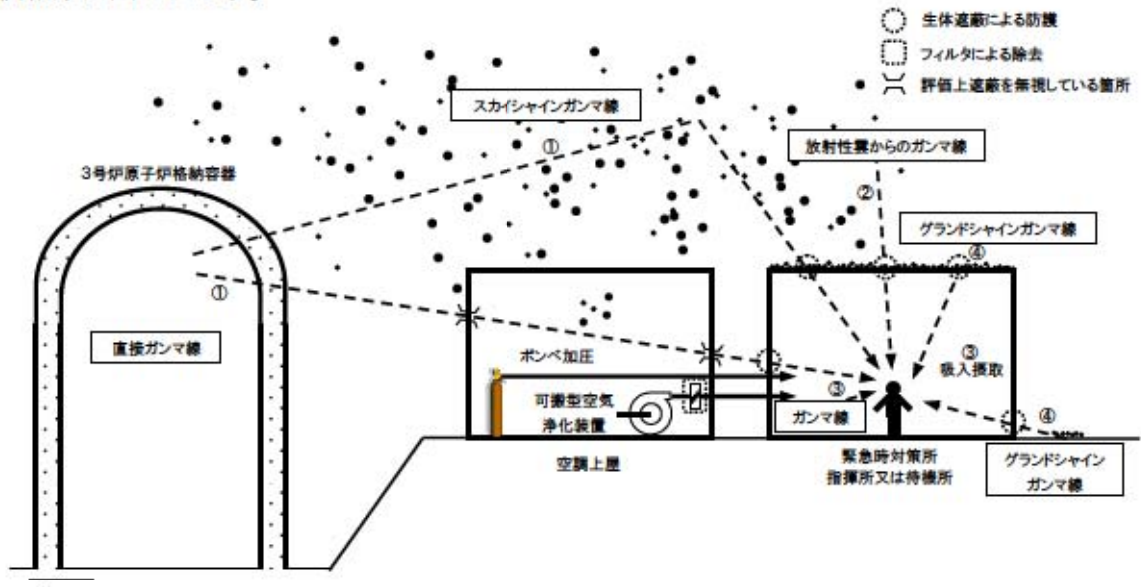 生体遮蔽による防護
フィルタによる除去
評価上遮蔽を無視している箇所
スカイシャインガンマ線
①
放射性雲からのガンマ線
②
3号炉原子炉格納容器
グランドシャインガンマ線
④
①
直接ガンマ線
ボンベ加圧
③
吸入摂取
可搬型空気
浄化装置
③
ガンマ線
④
空調上屋
緊急時対策所
指揮所又は待機所
グランドシャイン
ガンマ線